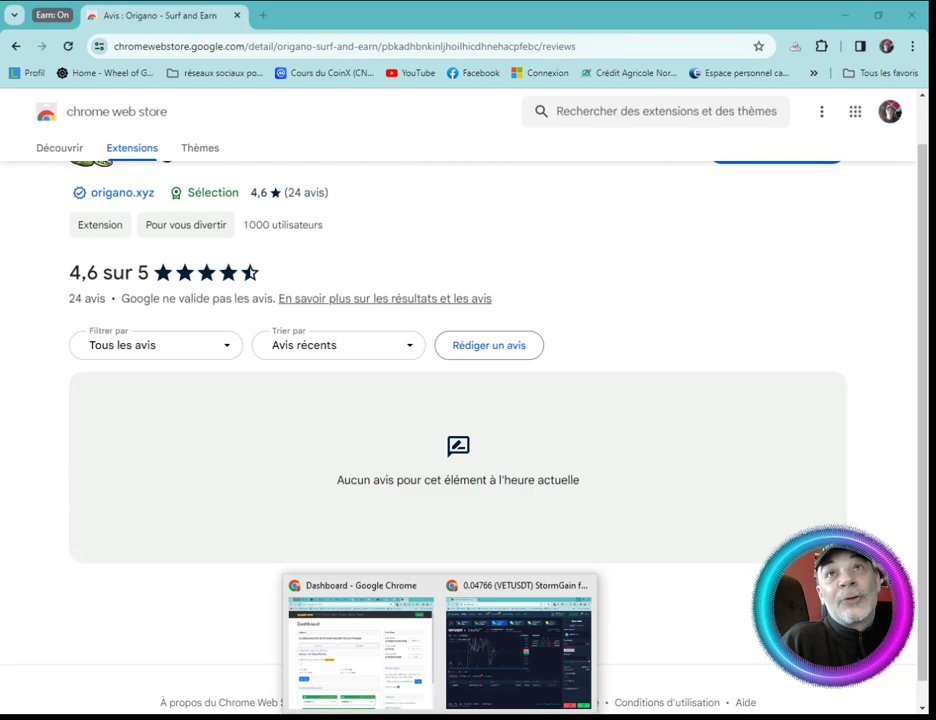 Earn: On
Avis : Origano - Surf and Earn
chromewebstore.google.com/detail/origano-surf-and-earn/pbkadhbnkinljhoilhicdhnehacpfebc/reviews
Profil
Home - Wheel of G...
réseaux sociaux po...
Cours du CoinX (CN...
YouTube
Facebook
Connexion
Crédit Agricole Nor...
Espace personnel ca...
»
Tous les favoris
chrome web store
Rechercher des extensions et des thèmes
Découvrir
Extensions
Thèmes
origano.xyz
Sélection
4,6 ★ (24 avis)
Extension
Pour vous divertir
1 000 utilisateurs
4,6 sur 5
24 avis • Google ne valide pas les avis. En savoir plus sur les résultats et les avis
Filtrer par
Tous les avis
Trier par
Avis récents
Rédiger un avis
Aucun avis pour cet élément à l'heure actuelle
Dashboard - Google Chrome
0.04766 (VETUSDT) StormGain f...
Dashboard
À propos du Chrome Web S
Conditions d'utilisation
Aide